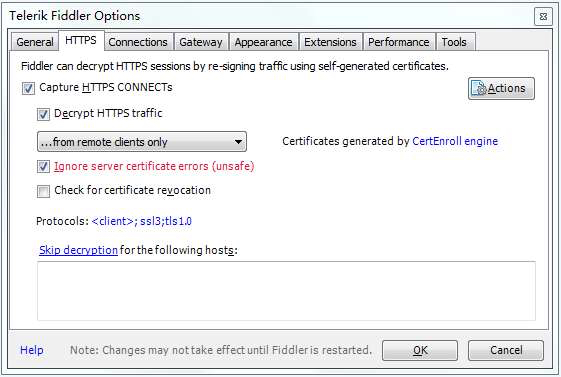 Telerik Fiddler Options
General HTTPS Connections Gateway Appearance Extensions Performance Tools
Fiddler can decrypt HTTPS sessions by re-signing traffic using self-generated certificates.
Capture HTTPS CONNECTs
Actions
Decrypt HTTPS traffic
...from remote clients only
Certificates generated by CertEnroll engine
Ignore server certificate errors (unsafe)
Check for certificate revocation
Protocols: <client>; ssl3;tls1.0
Skip decryption for the following hosts:
Help
Note: Changes may not take effect until Fiddler is restarted.
OK
Cancel